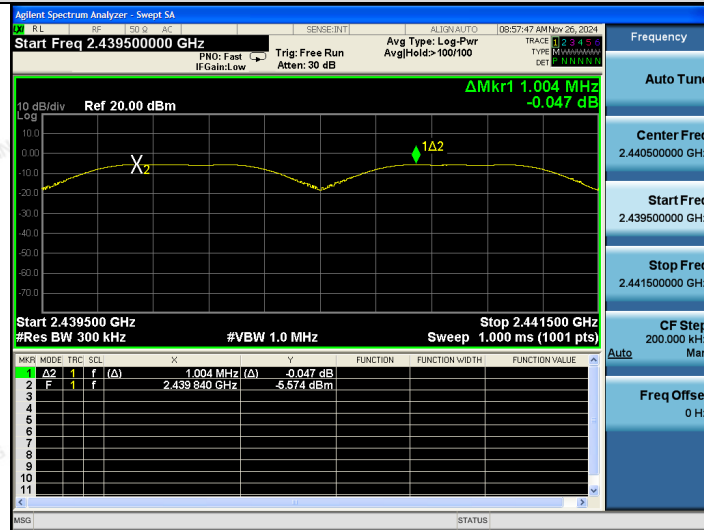 Agilent Spectrum Analyzer - Swept SA
RL RF 50 Ω AC SENSE:INT ALIGNAUTO 08:57:47 AM Nov 26, 2024
Start Freq 2.439500000 GHz
PNO: Fast
IFGain:Low
Trig: Free Run
Atten: 30 dB
Avg Type: Log-Pwr
Avg|Hold:>100/100
TRACE 1 2 3 4 5 6
TYPE M
DET P N N N N N
ΔMkr1 1.004 MHz
-0.047 dB
10 dB/div Ref 20.00 dBm
Log
10.0
0.00
-10.0
-20.0
-30.0
-40.0
-50.0
-60.0
-70.0
X2
1Δ2
Start 2.439500 GHz Stop 2.441500 GHz
#Res BW 300 kHz #VBW 1.0 MHz Sweep 1.000 ms (1001 pts)
MKR MODE TRC SCL X Y FUNCTION FUNCTION WIDTH FUNCTION VALUE
1 Δ2 1 f (Δ) 1.004 MHz (Δ) -0.047 dB
2 F 1 f 2.439 840 GHz -5.574 dBm
3
4
5
6
7
8
9
10
11
MSG STATUS
Frequency
Auto Tune
Center Freq
2.440500000 GHz
Start Freq
2.439500000 GHz
Stop Freq
2.441500000 GHz
CF Step
200.000 kHz
Auto Man
Freq Offset
0 Hz